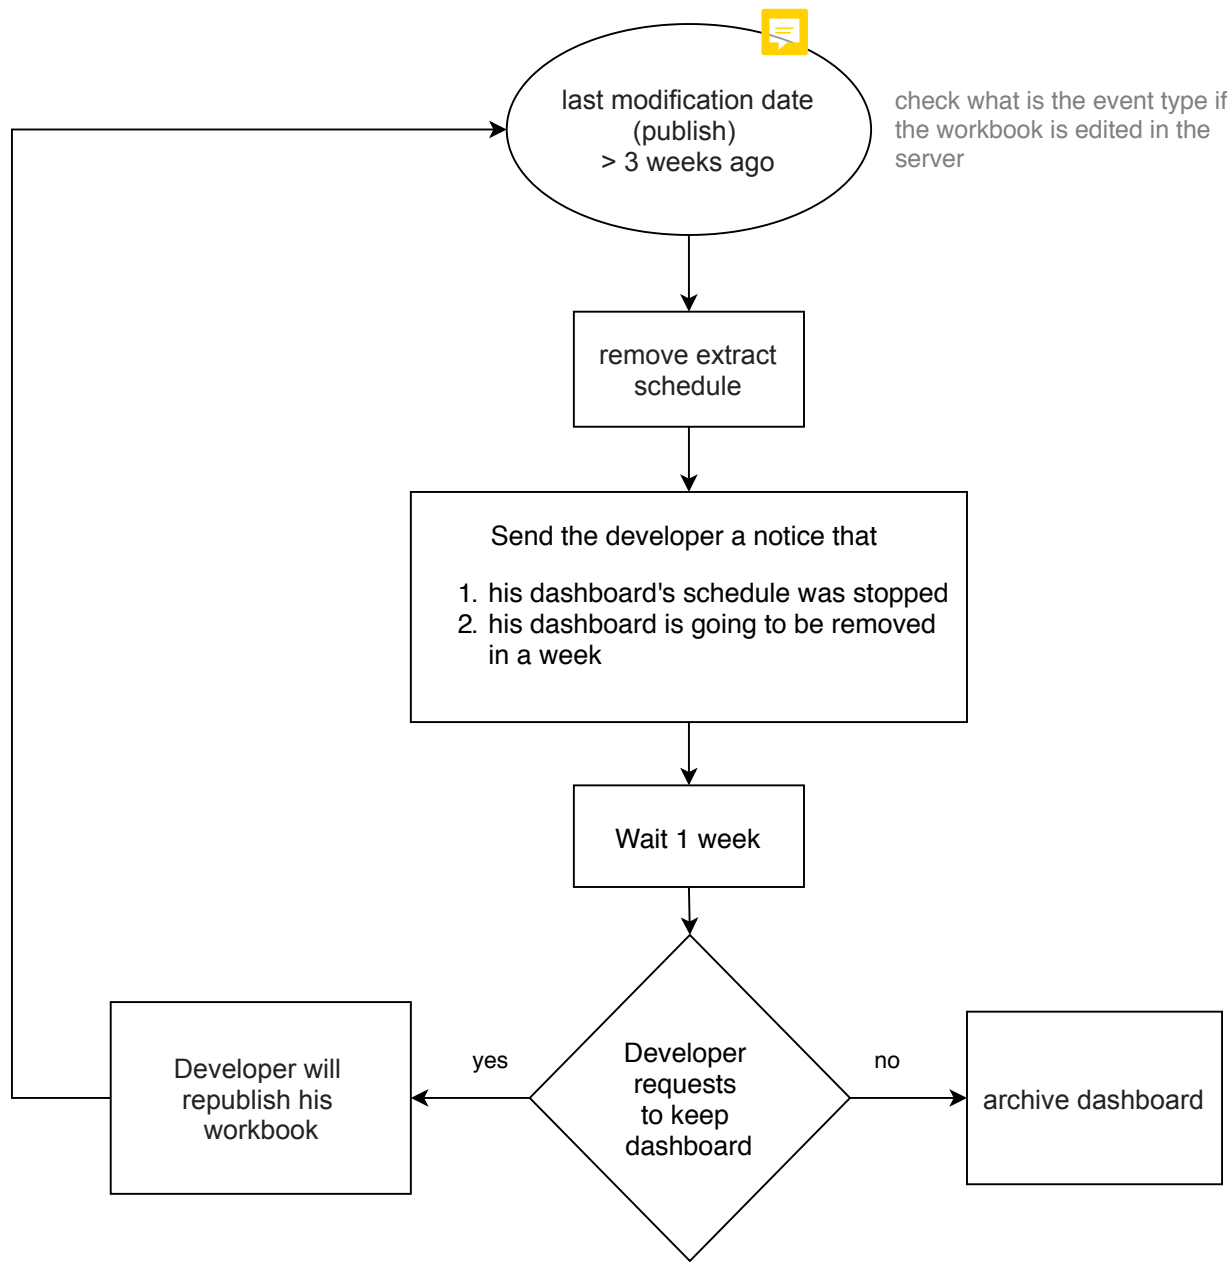 last modification date
(publish)
> 3 weeks ago
check what is the event type if
the workbook is edited in the
server
remove extract
schedule
Send the developer a notice that
1. his dashboard's schedule was stopped
2. his dashboard is going to be removed
in a week
Wait 1 week
Developer
requests
to keep
dashboard
yes
no
Developer will
republish his
workbook
archive dashboard